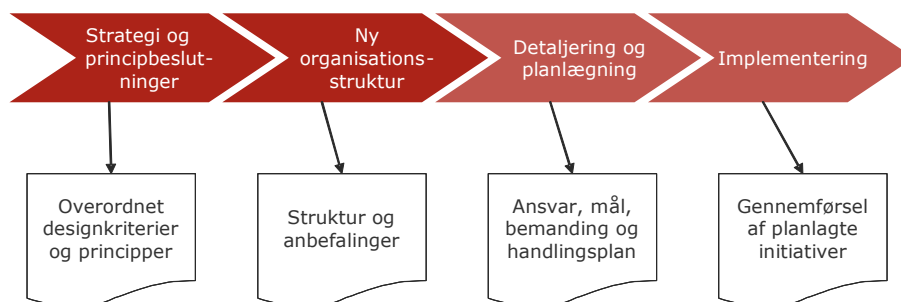 Strategi og
principbeslut-
ninger
Ny
organisations-
struktur
Detaljering og
planlægning
Implementering
Overordnet
designkriterier
og principper
Struktur og
anbefalinger
Ansvar, mål,
bemanding og
handlingsplan
Gennemførsel
af planlagte
initiativer